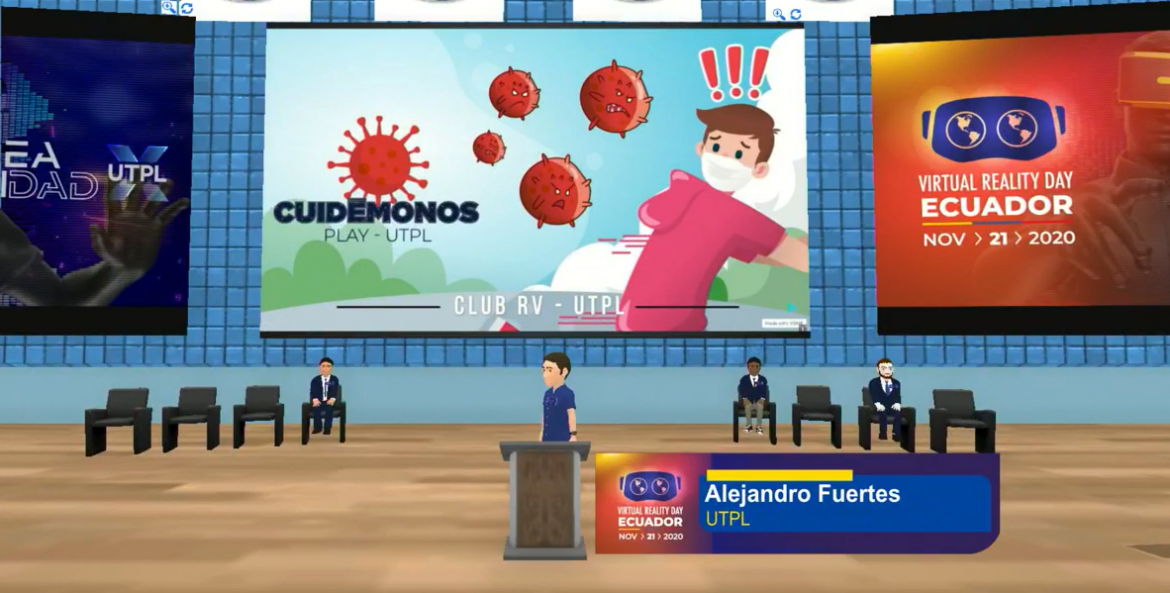 EA
DAD
UTPL
CUIDÉMONOS
PLAY - UTPL
CLUB RV - UTPL
VIRTUAL REALITY DAY
ECUADOR
NOV > 21 > 2020
Alejandro Fuertes
UTPL
VIRTUAL REALITY DAY
ECUADOR
NOV > 21 > 2020